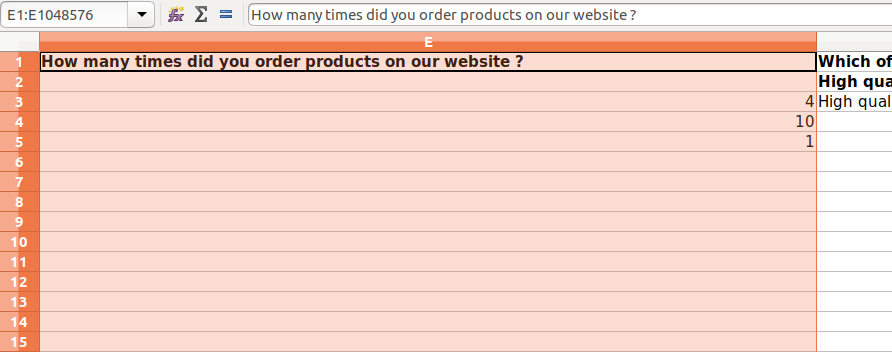 E1:E1048576 fx Σ = How many times did you order products on our website ?
E
1 How many times did you order products on our website ? Which of
2 High qua
3 4 High qual
4 10
5 1
6
7
8
9
10
11
12
13
14
15